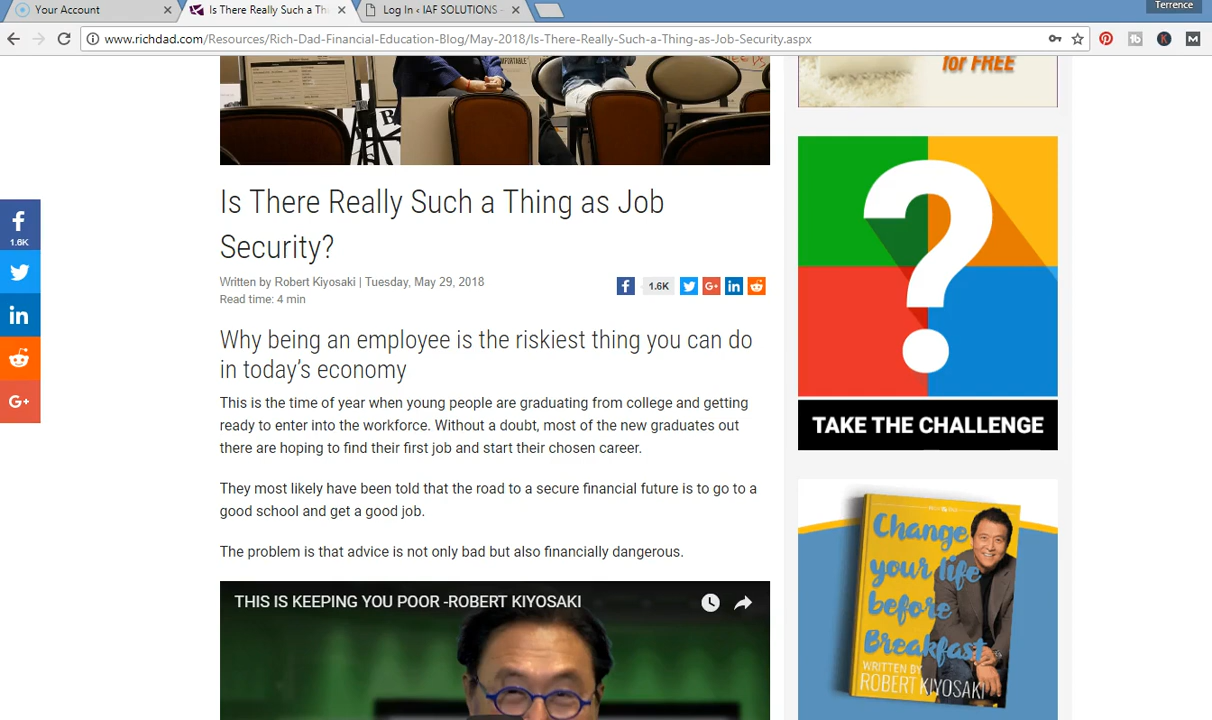 Your Account
Is There Really Such a Th
Log In ‹ IAF SOLUTIONS
Terrence
www.richdad.com/Resources/Rich-Dad-Financial-Education-Blog/May-2018/Is-There-Really-Such-a-Thing-as-Job-Security.aspx
for FREE
Is There Really Such a Thing as Job
Security?
Written by Robert Kiyosaki | Tuesday, May 29, 2018
Read time: 4 min
1.6K
1.6K
Why being an employee is the riskiest thing you can do
in today's economy
This is the time of year when young people are graduating from college and getting
ready to enter into the workforce. Without a doubt, most of the new graduates out
there are hoping to find their first job and start their chosen career.
They most likely have been told that the road to a secure financial future is to go to a
good school and get a good job.
The problem is that advice is not only bad but also financially dangerous.
THIS IS KEEPING YOU POOR -ROBERT KIYOSAKI
TAKE THE CHALLENGE
Change
your life
before
Breakfast
WRITTEN BY
ROBERT KIYOSAKI